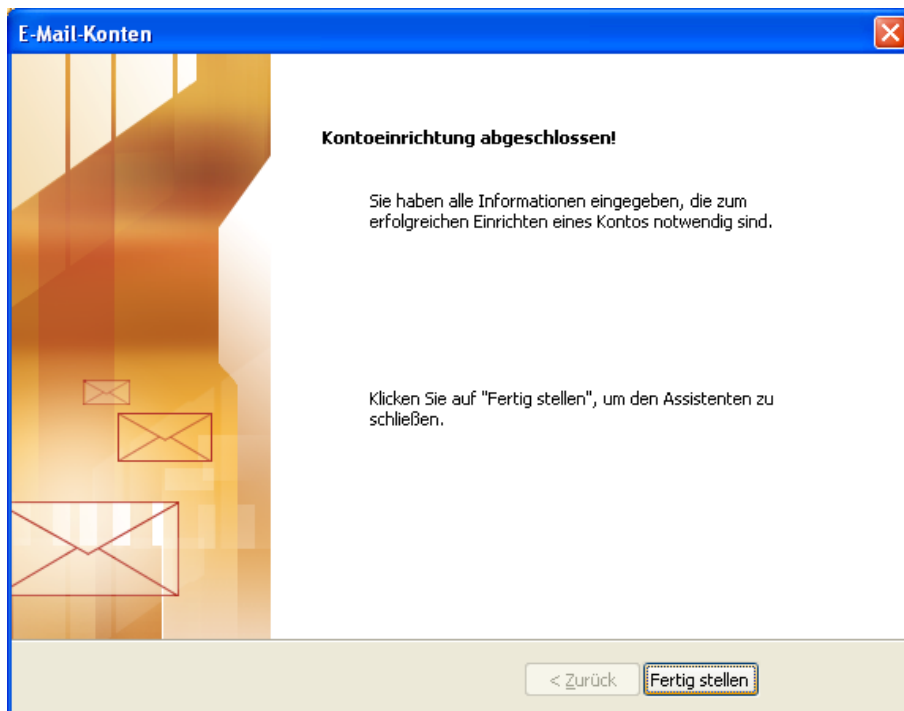 E-Mail-Konten
Kontoeinrichtung abgeschlossen!
Sie haben alle Informationen eingegeben, die zum
erfolgreichen Einrichten eines Kontos notwendig sind.
Klicken Sie auf "Fertig stellen", um den Assistenten zu
schließen.
< Zurück
Fertig stellen